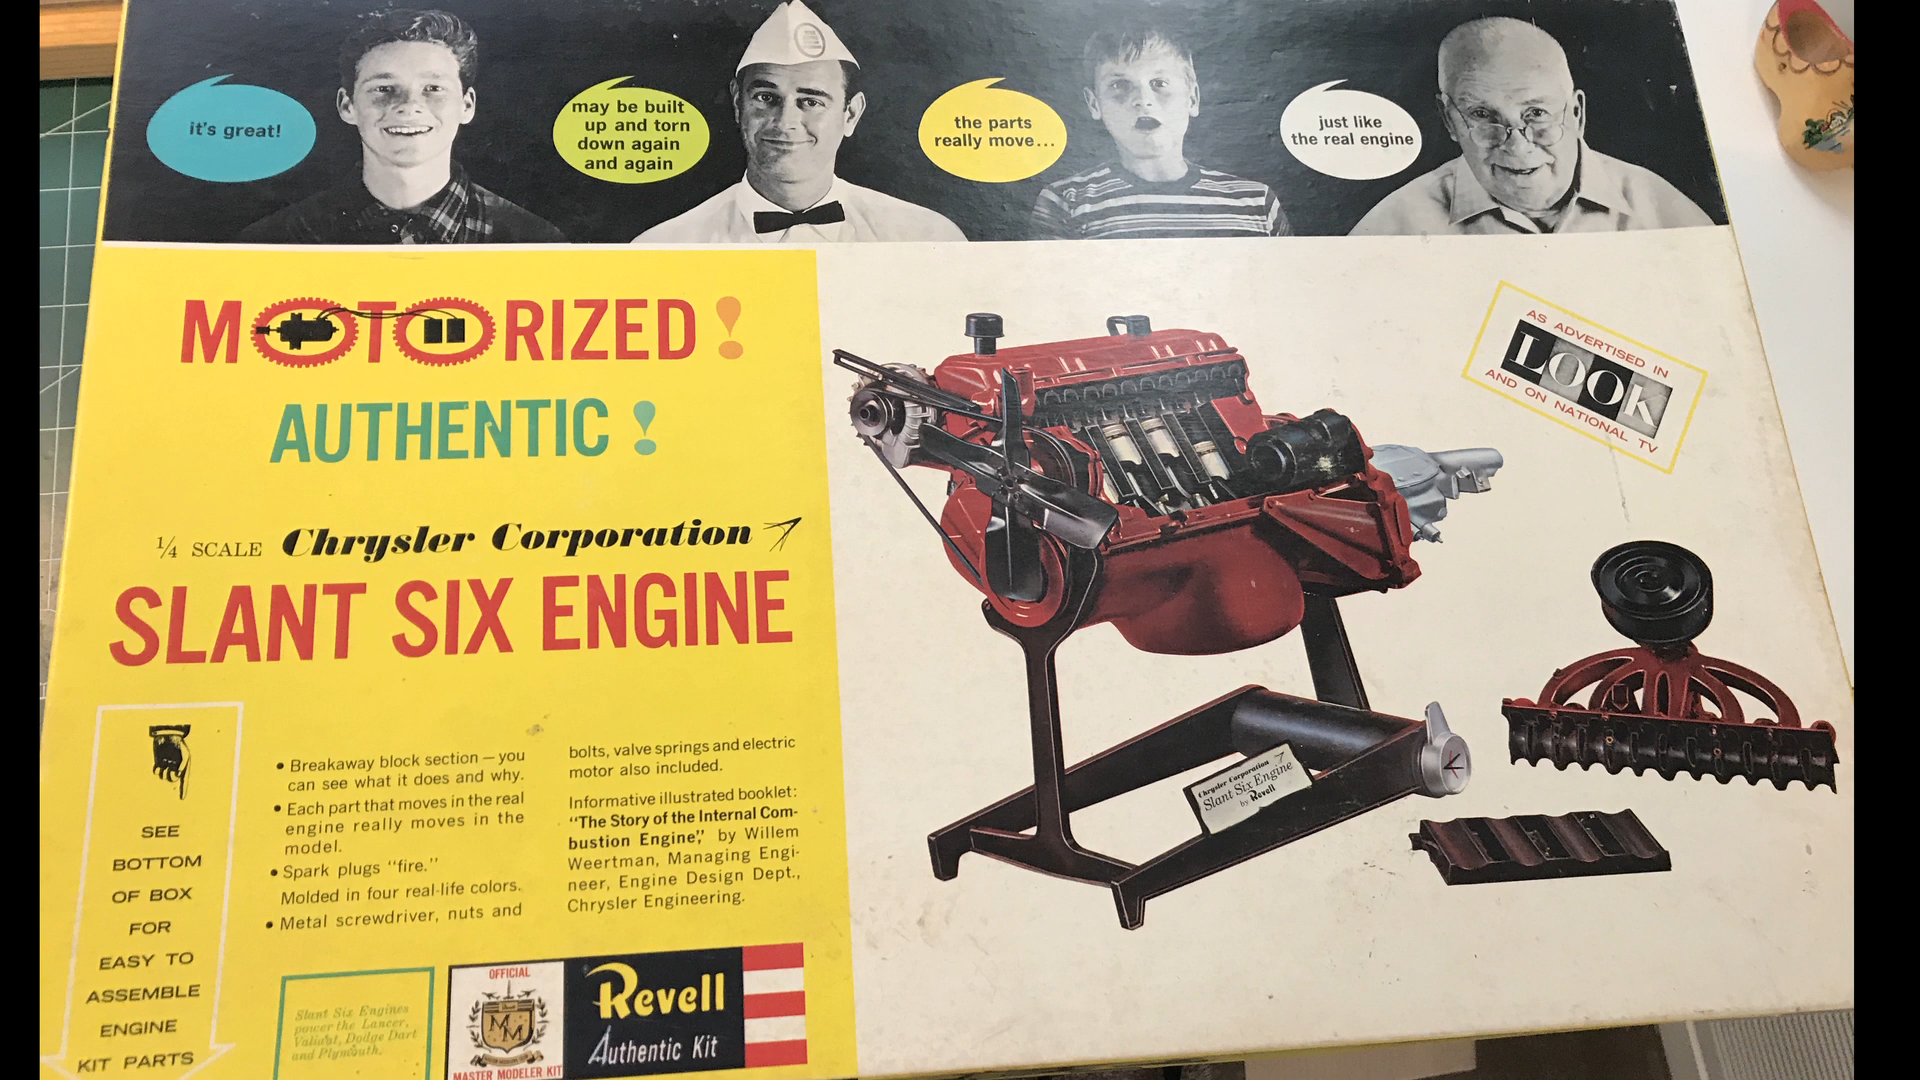 it's great!
may be built
up and torn
down again
and again
the parts
really move...
just like
the real engine
MOTORIZED!
AUTHENTIC!
1/4 SCALE Chrysler Corporation
SLANT SIX ENGINE
SEE
BOTTOM
OF BOX
FOR
EASY TO
ASSEMBLE
ENGINE
KIT PARTS
• Breakaway block section — you
can see what it does and why.
• Each part that moves in the real
engine really moves in the
model.
• Spark plugs "fire."
Molded in four real-life colors.
• Metal screwdriver, nuts and
bolts, valve springs and electric
motor also included.
Informative illustrated booklet:
"The Story of the Internal Com-
bustion Engine," by Willem
Weertman, Managing Engi-
neer, Engine Design Dept.,
Chrysler Engineering.
Slant Six Engines
power the Lancer,
Valiant, Dodge Dart
and Plymouth.
OFFICIAL
MM
MASTER MODELER KIT
Revell
Authentic Kit
AS ADVERTISED IN
LOOK
AND ON NATIONAL TV
Chrysler Corporation
Slant Six Engine
by Revell